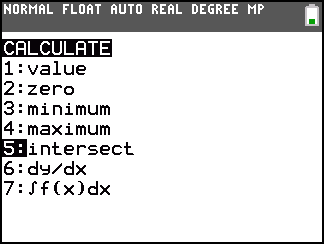 NORMAL FLOAT AUTO REAL DEGREE MP
CALCULATE
1:value
2:zero
3:minimum
4:maximum
5:intersect
6:dy/dx
7:∫f(x)dx